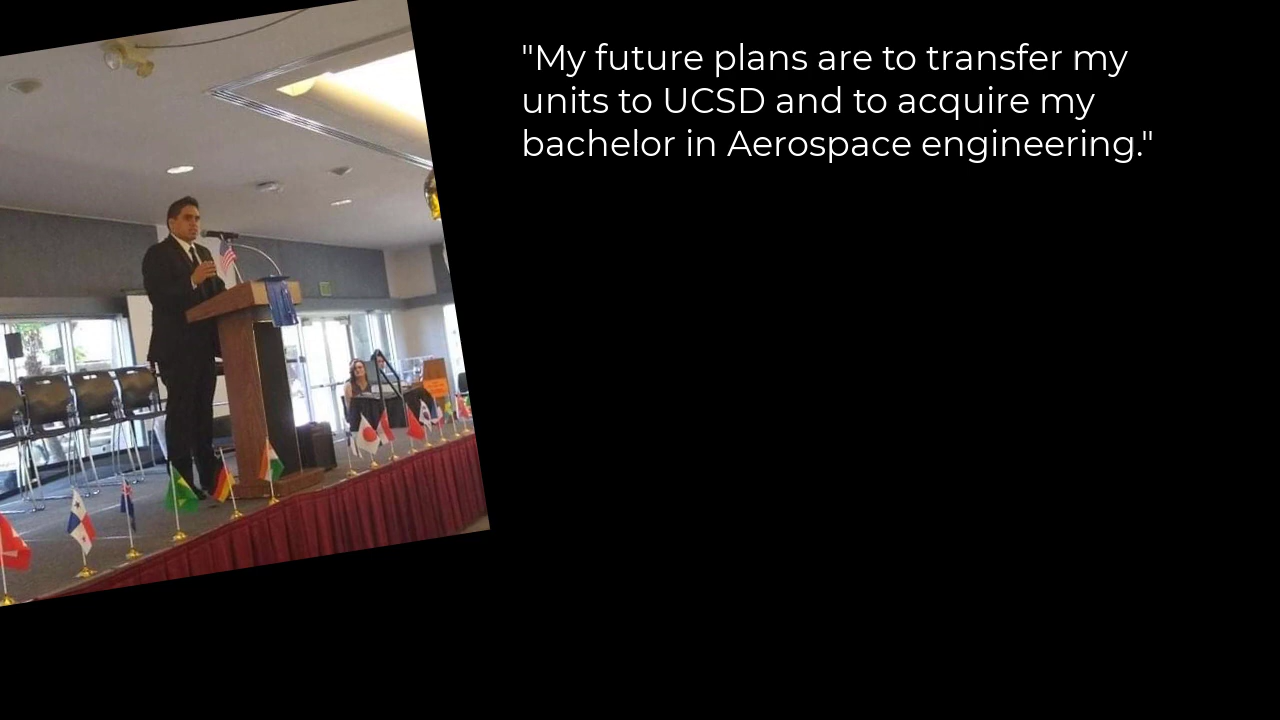 "My future plans are to transfer my
units to UCSD and to acquire my
bachelor in Aerospace engineering."